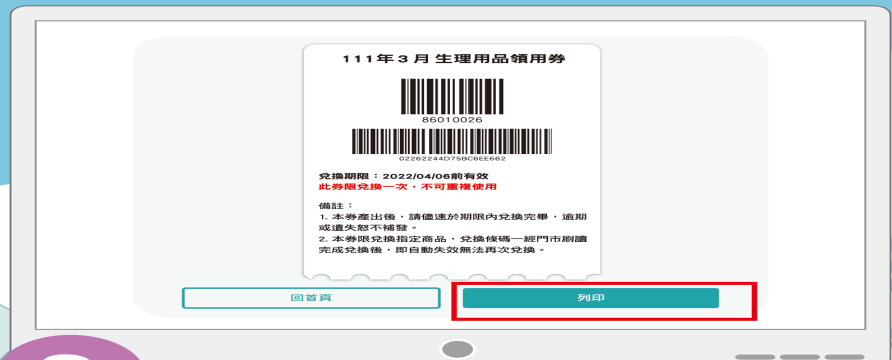 111年3月生理用品領用券
86010026
02262244D75BC6EE662
兌換期限：2022/04/06前有效
此券限兌換一次，不可重複使用
備註：
1. 本券產出後，請儘速於期限內兌換完畢，逾期
或遺失恕不補發。
2. 本券限兌換指定商品，兌換條碼一經門市刷讀
完成兌換後，即自動失效無法再次兌換。
回首頁
列印